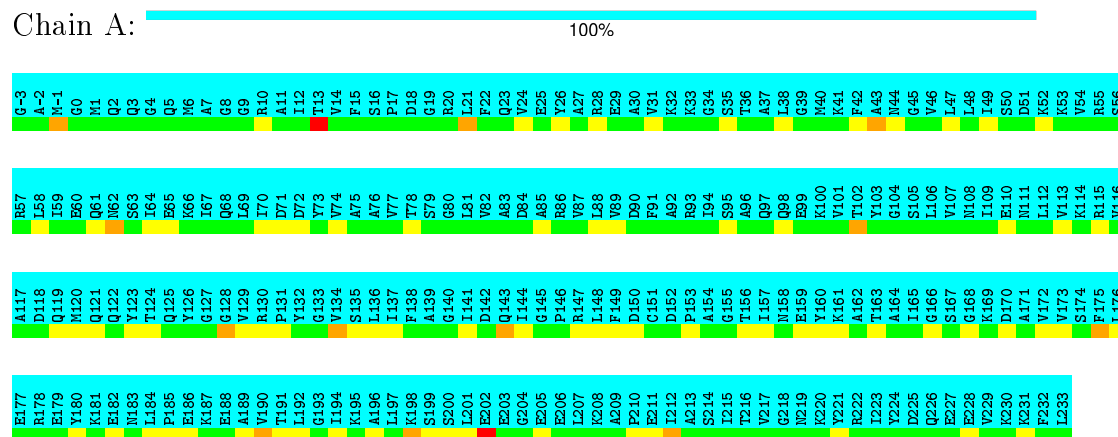 Chain A:
100%
G-3 A-2 M-1 G0 M1 Q2 Q3 G4 Q5 M6 A7 G8 G9 R10 A11 I12 T13 V14 F15 S16 P17 D18 G19 R20 L21 F22 Q23 V24 E25 Y26 A27 R28 E29 A30 V31 K32 K33 G34 S35 T36 A37 L38 G39 M40 K41 F42 A43 N44 G45 V46 L47 L48 I49 S50 D51 K52 K53 V54 R55
R57 L58 I59 E60 Q61 N62 S63 I64 E65 K66 I67 Q68 L69 I70 D71 D72 Y73 V74 A75 A76 V77 T78 S79 G80 L81 V82 A83 D84 A85 R86 V87 L88 V89 D90 F91 A92 R93 I94 S95 A96 Q97 Q98 E99 K100 V101 T102 Y103 G104 S105 L106 V107 N108 I109 E110 N111 L112 V113 K114 R115
A117 D118 Q119 M120 Q121 Q122 Y123 T124 Q125 Y126 G127 G128 V129 R130 P131 Y132 G133 V134 S135 L136 I137 F138 A139 G140 I141 D142 Q143 I144 G145 P146 R147 L148 F149 D150 C151 D152 P153 A154 G155 T156 I157 N158 E159 Y160 K161 A162 T163 A164 I165 G166 S167 G168 K169 D170 A171 V172 V173 S174 F175 L176
E177 R178 E179 Y180 K181 E182 N183 L184 P185 E186 K187 E188 A189 V190 T191 L192 G193 I194 K195 A196 L197 K198 S199 S200 L201 E202 E203 G204 E205 E206 L207 K208 A209 P210 E211 I212 A213 S214 I215 T216 V217 G218 N219 K220 Y221 R222 I223 Y224 D225 Q226 E227 E228 V229 K230 K231 F232 L233